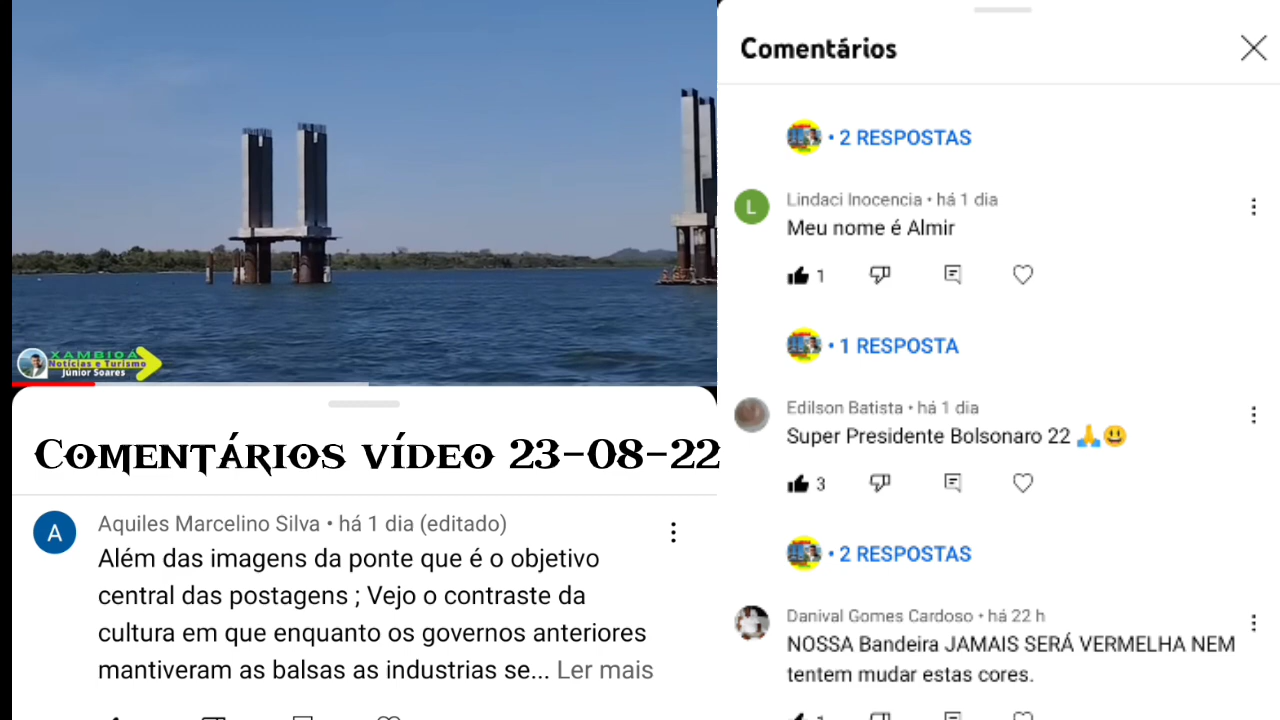 XAMBIOA
Notícias e Turismo
Júnior Soares
Comentários vídeo 23-08-22
A
Aquiles Marcelino Silva • há 1 dia (editado)
Além das imagens da ponte que é o objetivo
central das postagens ; Vejo o contraste da
cultura em que enquanto os governos anteriores
mantiveram as balsas as industrias se... Ler mais
Comentários
• 2 RESPOSTAS
L
Lindaci Inocencia • há 1 dia
Meu nome é Almir
1
• 1 RESPOSTA
Edilson Batista • há 1 dia
Super Presidente Bolsonaro 22 🙏😃
3
• 2 RESPOSTAS
Danival Gomes Cardoso • há 22 h
NOSSA Bandeira JAMAIS SERÁ VERMELHA NEM
tentem mudar estas cores.